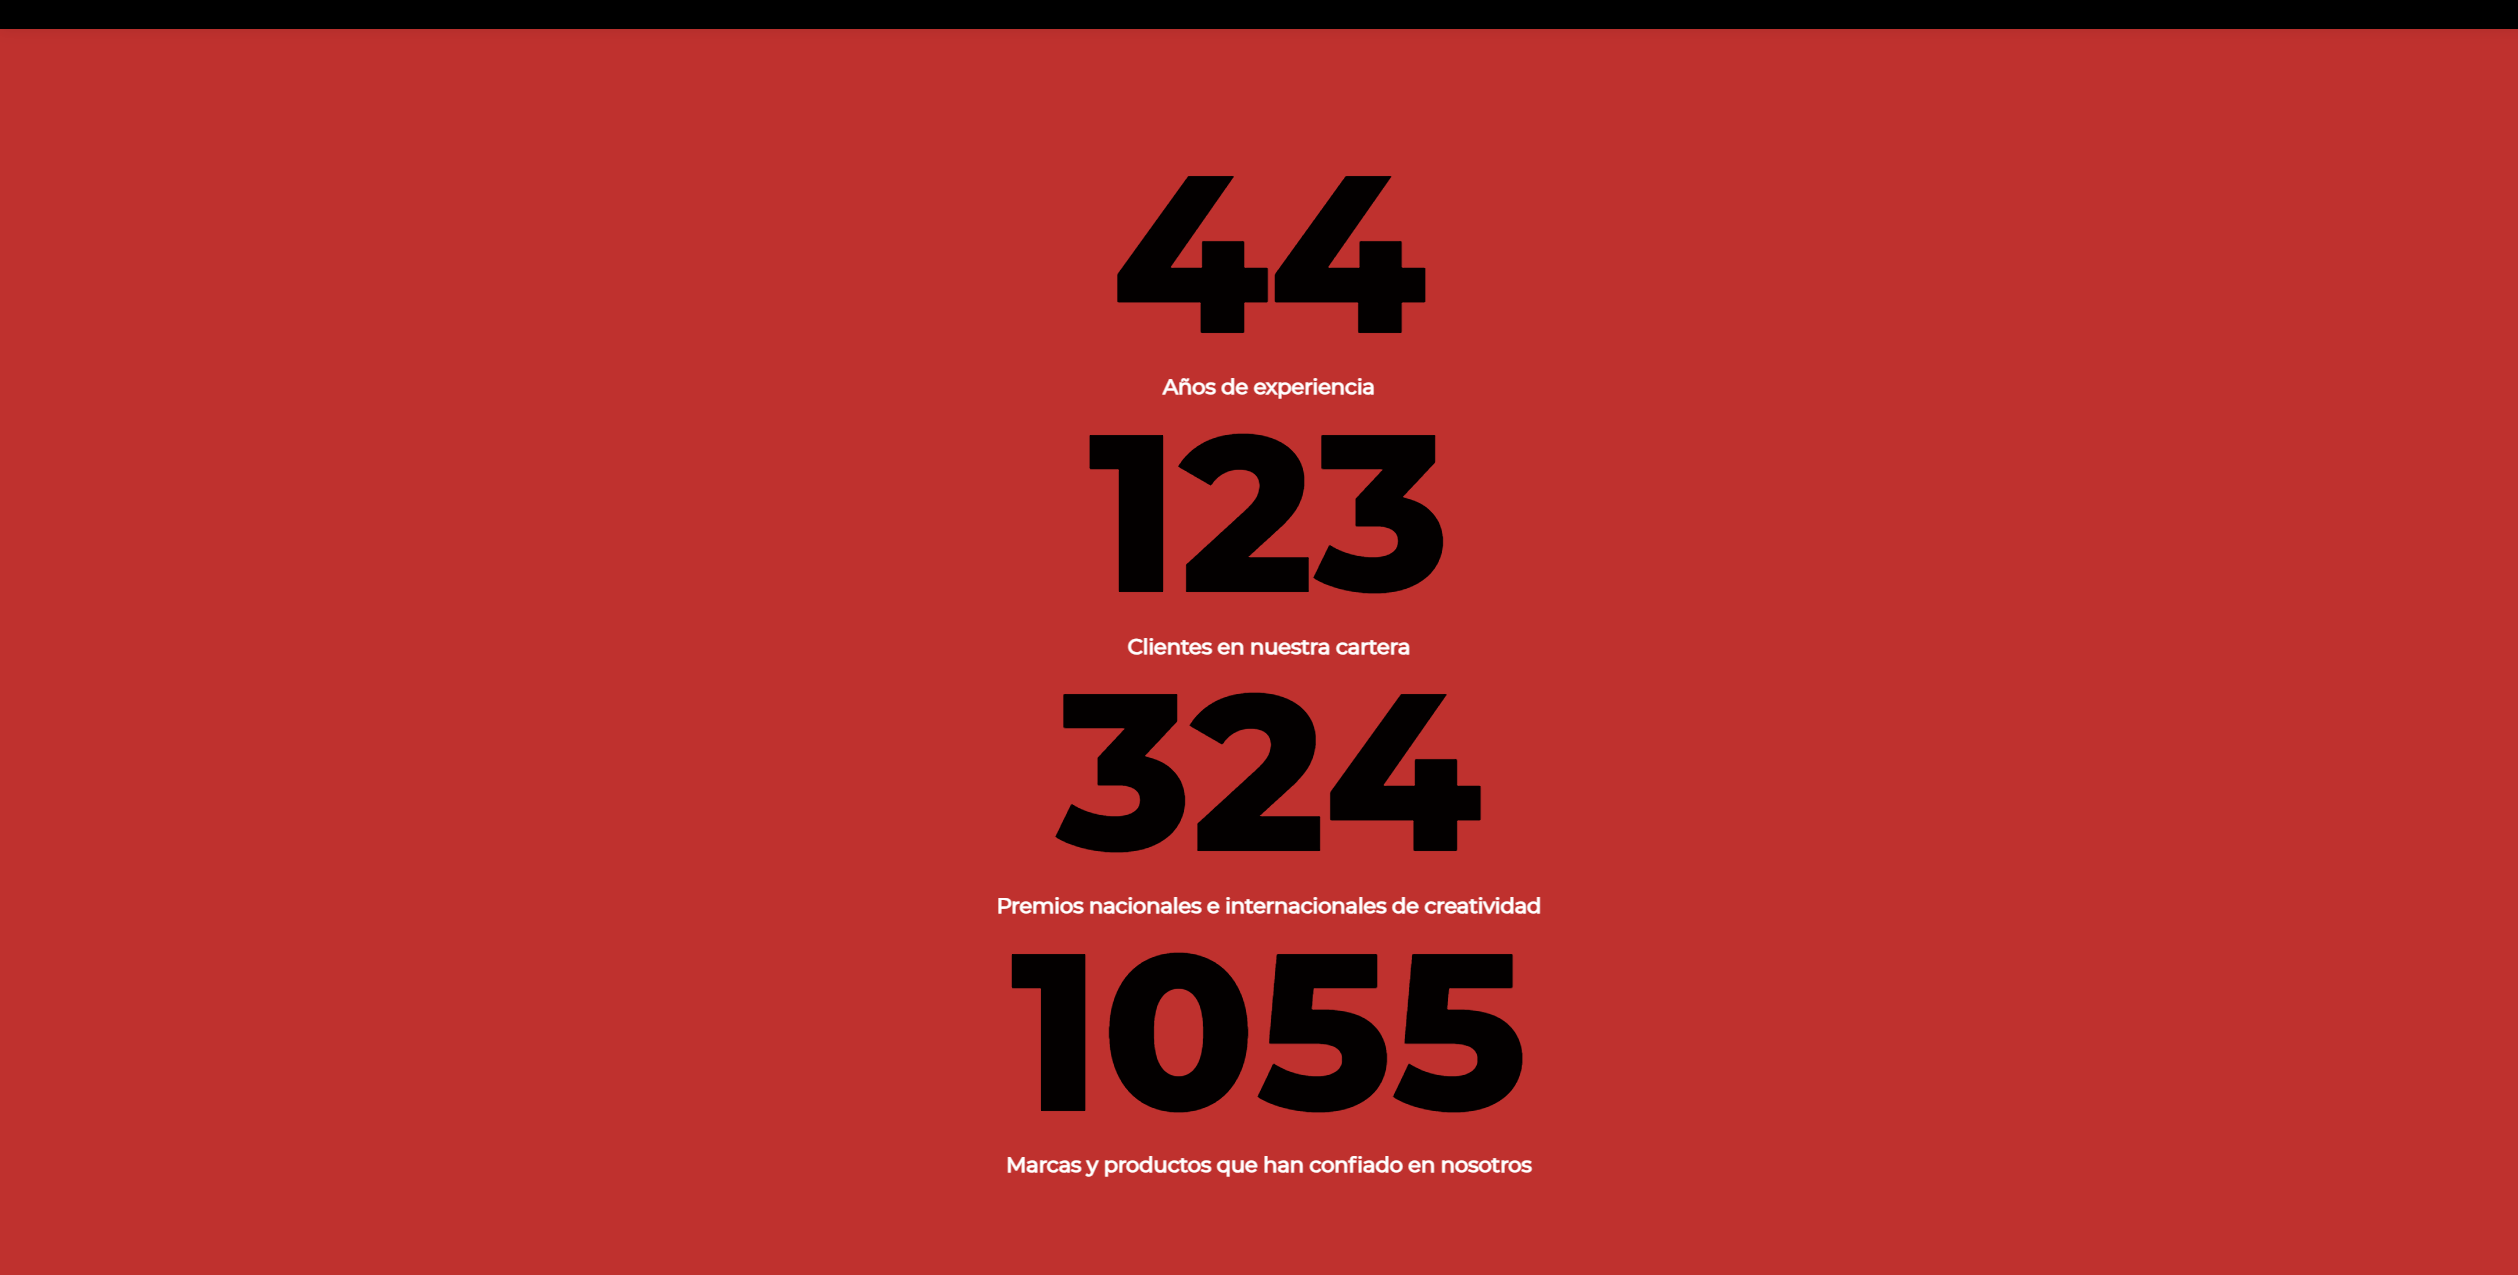 44
Años de experiencia
123
Clientes en nuestra cartera
324
Premios nacionales e internacionales de creatividad
1055
Marcas y productos que han confiado en nosotros